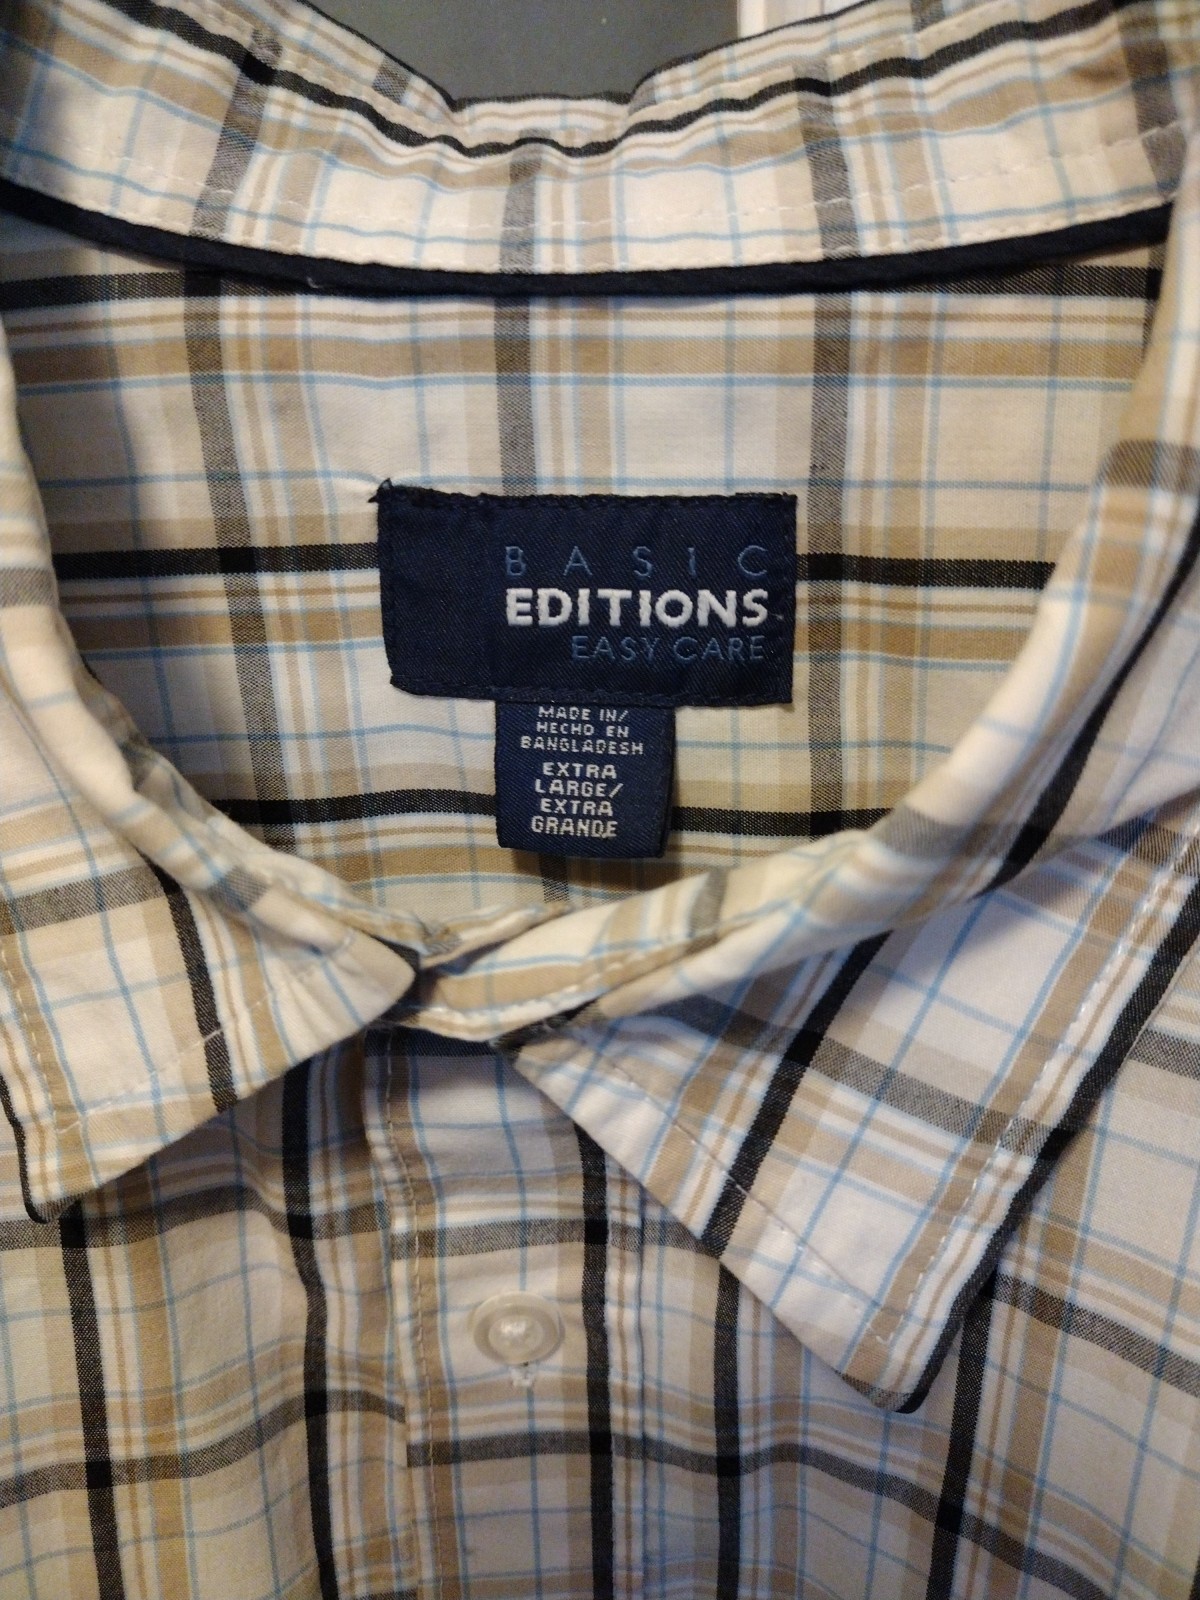 BASIC
EDITIONS
EASY CARE
MADE IN/
HECHO EN
BANGLADESH
EXTRA
LARGE/
EXTRA
GRANDE